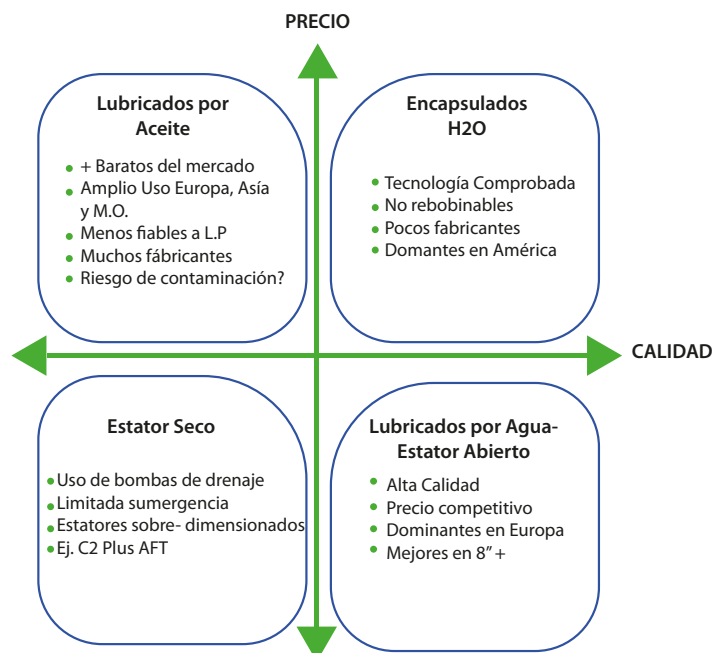 PRECIO
Lubricados por
Aceite
+ Baratos del mercado
Amplio Uso Europa, Asía
y M.O.
Menos fiables a L.P
Muchos fábricantes
Riesgo de contaminación?
Encapsulados
H2O
Tecnología Comprobada
No rebobinables
Pocos fabricantes
Domantes en América
CALIDAD
Estator Seco
Uso de bombas de drenaje
Limitada sumergencia
Estatores sobre- dimensionados
Ej. C2 Plus AFT
Lubricados por Agua-
Estator Abierto
Alta Calidad
Precio competitivo
Dominantes en Europa
Mejores en 8” +